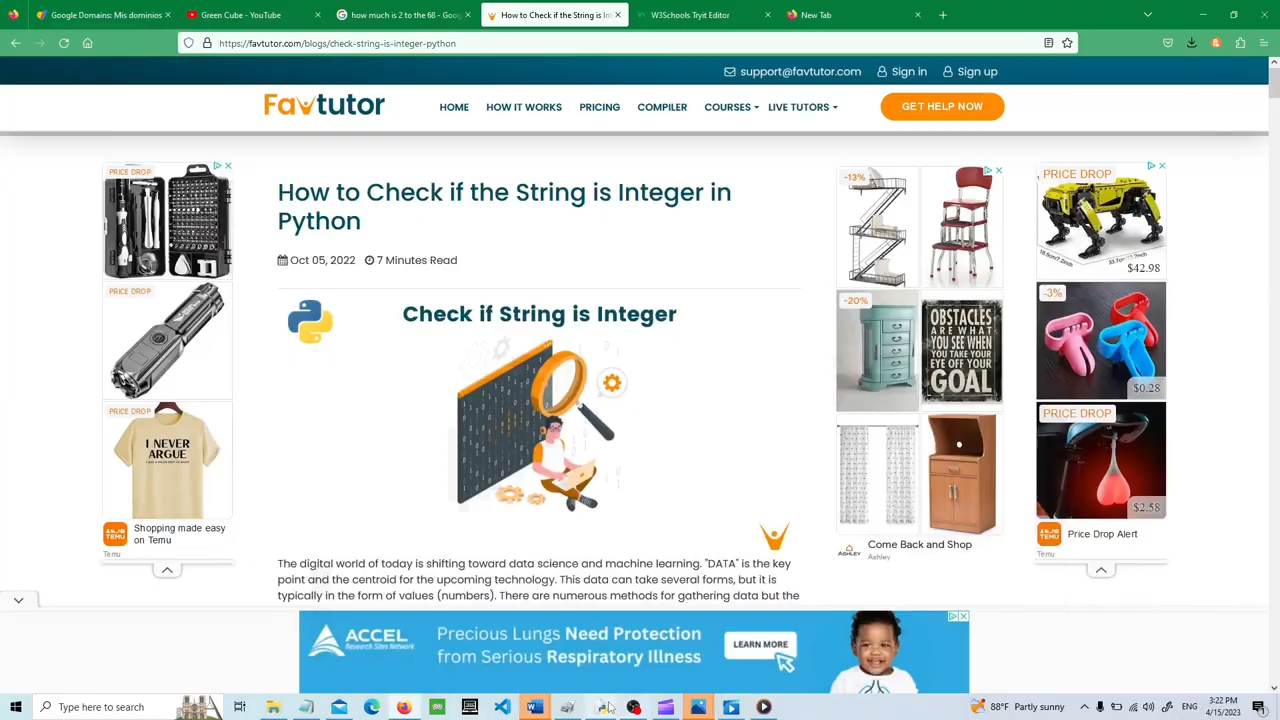 Google Domains: Mis dominios
Green Cube - YouTube
how much is 2 to the 68 - Goo
How to Check if the String is Int
W3Schools Tryit Editor
New Tab
https://favtutor.com/blogs/check-string-is-integer-python
support@favtutor.com
Sign in
Sign up
Favtutor
HOME
HOW IT WORKS
PRICING
COMPILER
COURSES
LIVE TUTORS
GET HELP NOW
How to Check if the String is Integer in
Python
Oct 05, 2022
7 Minutes Read
Check if String is Integer
The digital world of today is shifting toward data science and machine learning. "DATA" is the key
point and the centroid for the upcoming technology. This data can take several forms, but it is
typically in the form of values (numbers). There are numerous methods for gathering data but the
PRICE DROP
PRICE DROP
PRICE DROP
I NEVER
ARGUE
Shopping made easy
on Temu
Temu
-13%
-20%
OBSTACLES
ARE WHAT
YOU SEE WHEN
YOU TAKE YOUR
EYE OFF YOUR
GOAL
ASHLEY
Come Back and Shop
Ashley
PRICE DROP
$42.98
-3%
$0.28
PRICE DROP
$2.58
TEMU
Price Drop Alert
Temu
ACCEL
Research Sites Network
Precious Lungs Need Protection
from Serious Respiratory Illness
LEARN MORE
Type here to search
88°F Partly sunny
3:22 PM
4/15/2023